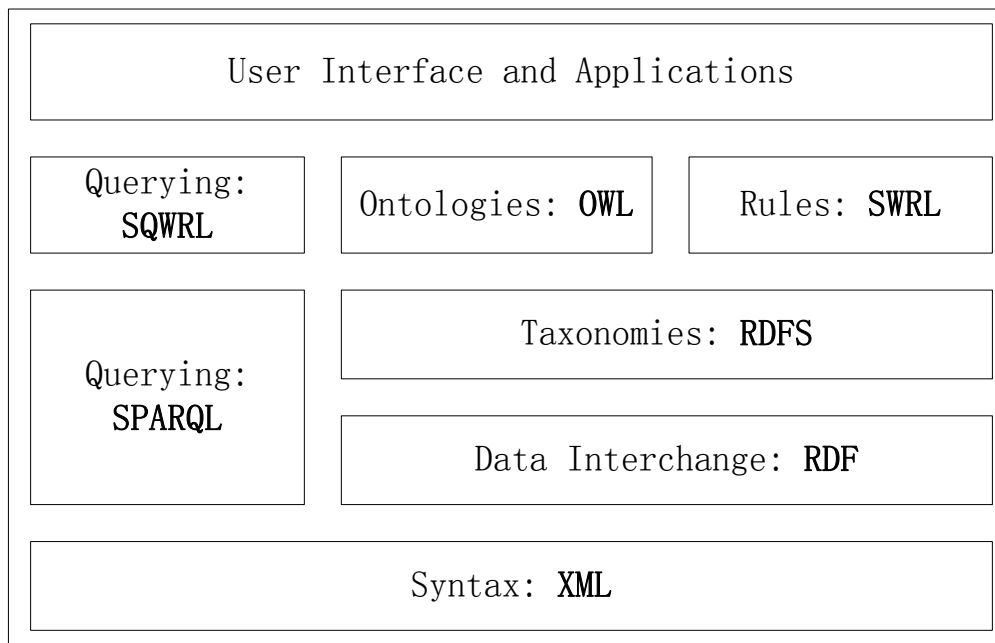 User Interface and Applications
Querying:
SQWRL
Ontologies: OWL
Rules: SWRL
Querying:
SPARQL
Taxonomies: RDFS
Data Interchange: RDF
Syntax: XML